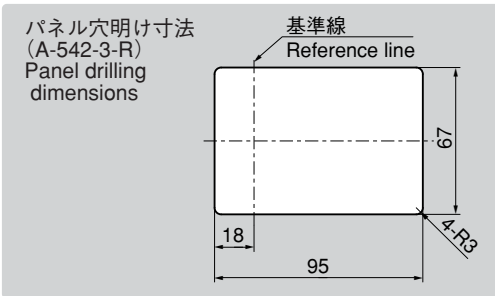 パネル穴明け寸法
（A-542-3-R）
Panel drilling
dimensions
基準線
Reference line
67
18
4-R3
95